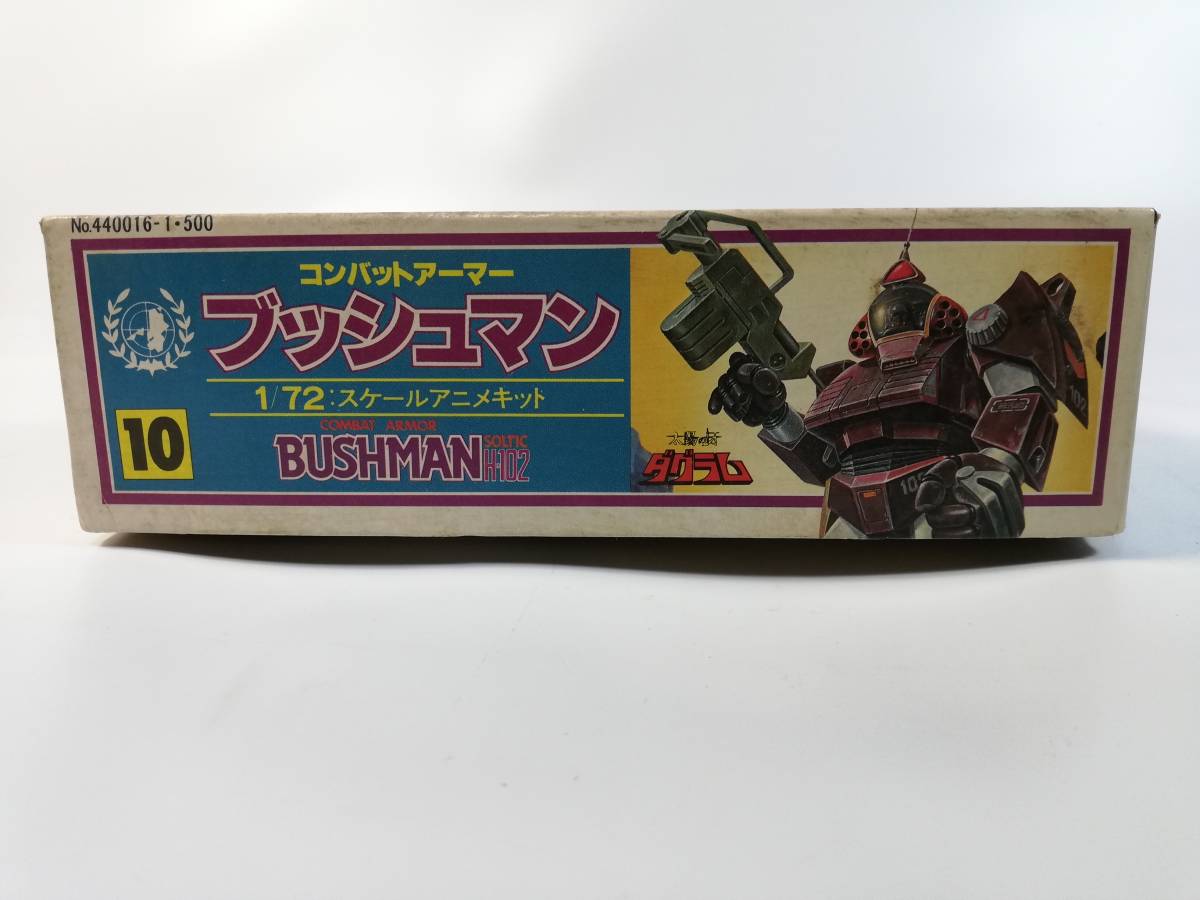 No.440016-1・500
コンバットアーマー
ブッシュマン
1/72:スケールアニメキット
10
COMBAT ARMOR
BUSHMAN SOLTIC
H-102
太陽の牙
ダグラム
102